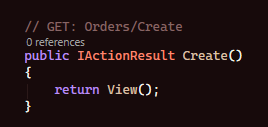 // GET: Orders/Create
0 references
public IActionResult Create()
{
    return View();
}